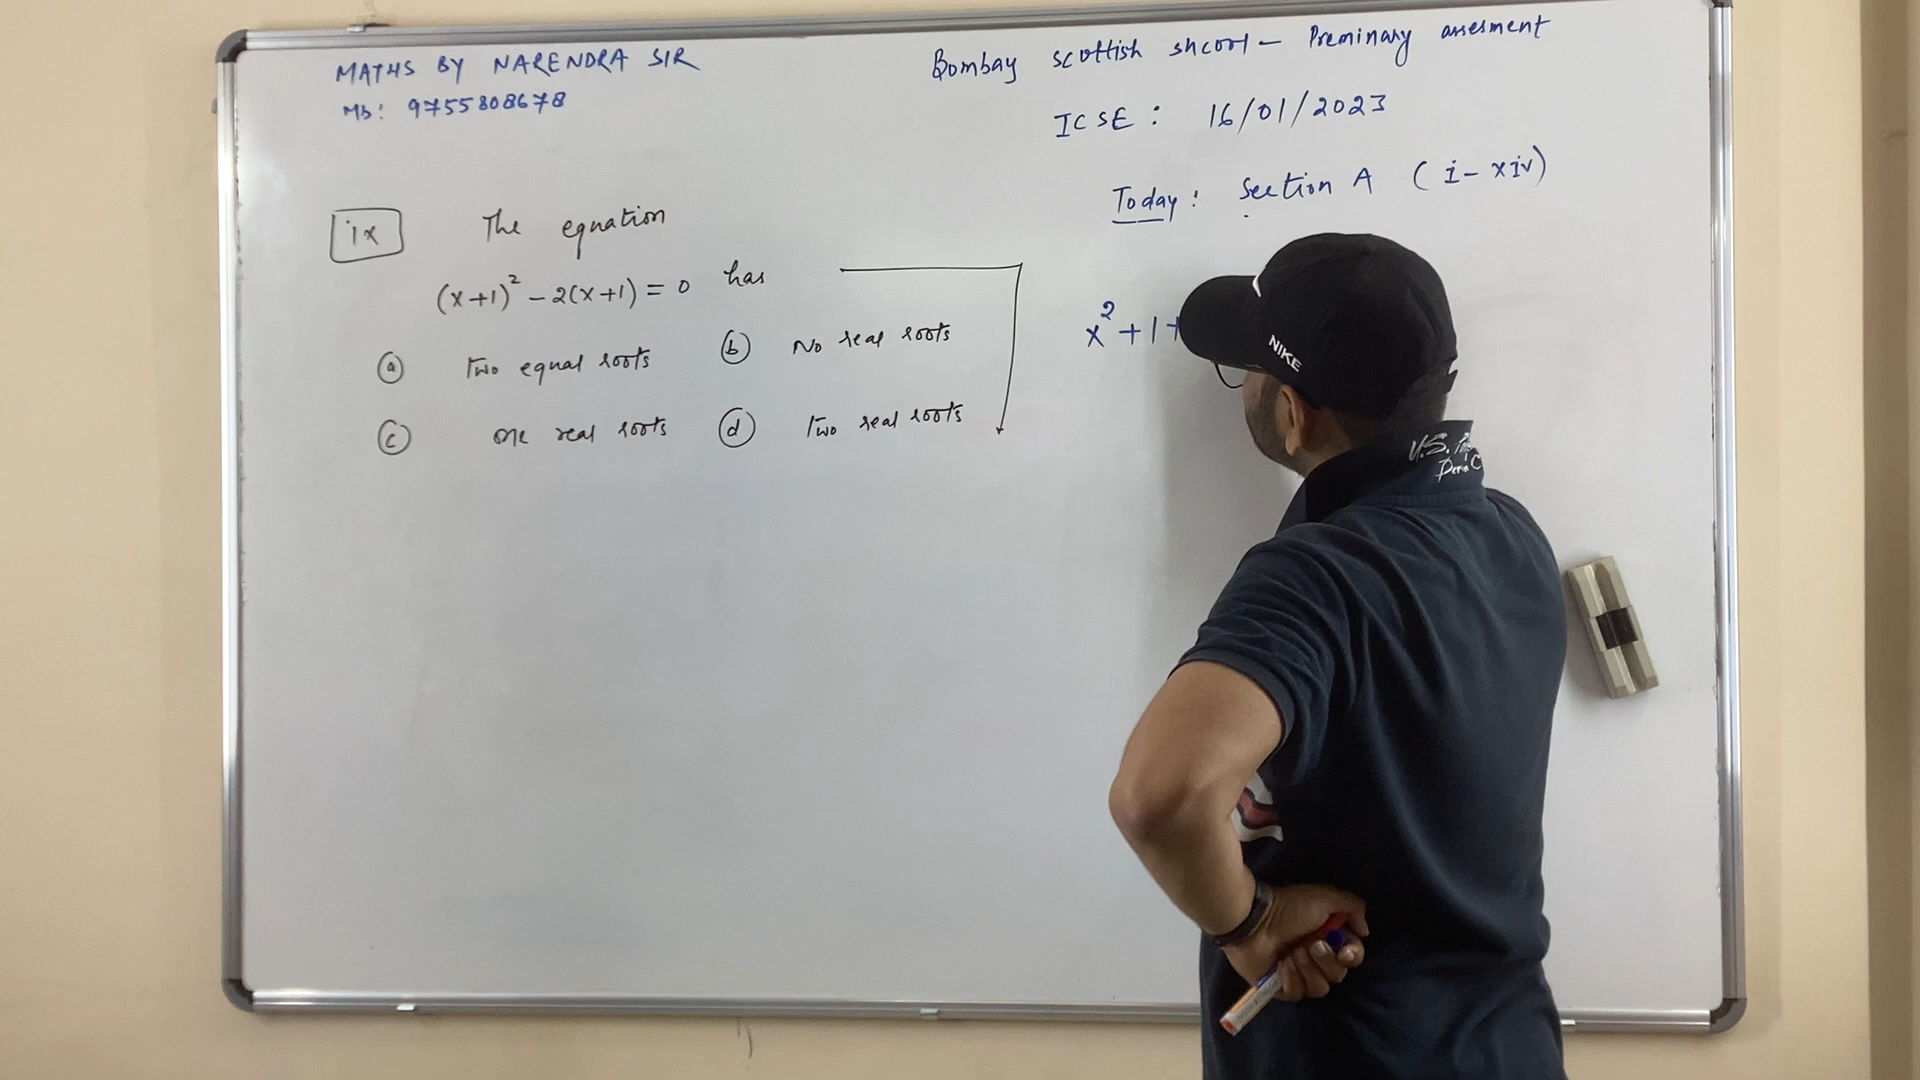 MATHS BY NARENDRA SIR
Mb: 9755808678
Bombay scottish shcool - Preminary assesment
ICSE: 16/01/2023
Today: Section A (i - xiv)
ix The equation
(x+1)² - 2(x+1) = 0 has
a Two equal roots b No real roots
c one real roots d Two real roots
x² + 1 +
NIKE
U.S.